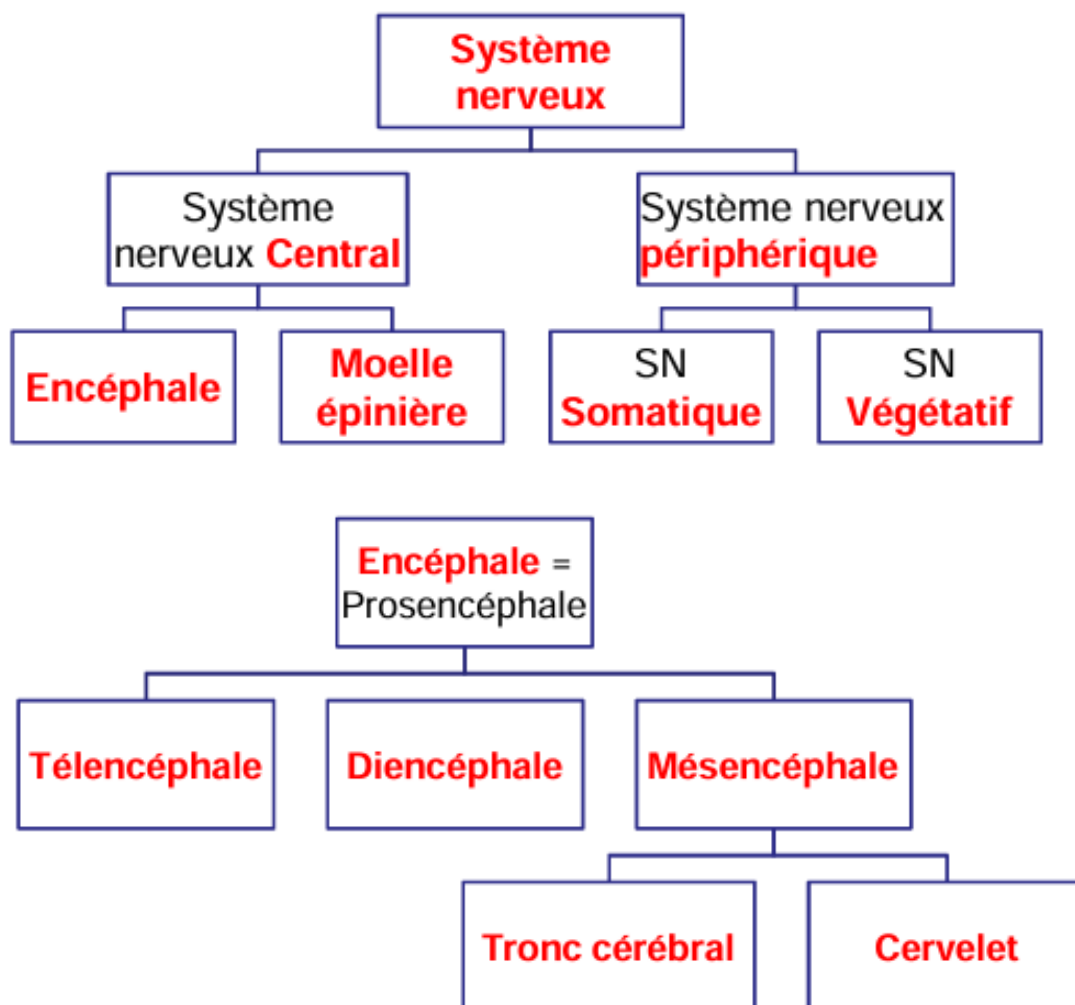 Système
nerveux
Système
nerveux Central
Système nerveux
périphérique
Encéphale
Moelle
épinière
SN
Somatique
SN
Végétatif
Encéphale =
Prosencéphale
Télencéphale
Diencéphale
Mésencéphale
Tronc cérébral
Cervelet